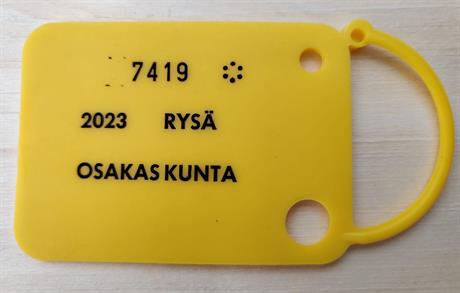 7419
2023 RYSÄ
OSAKAS KUNTA